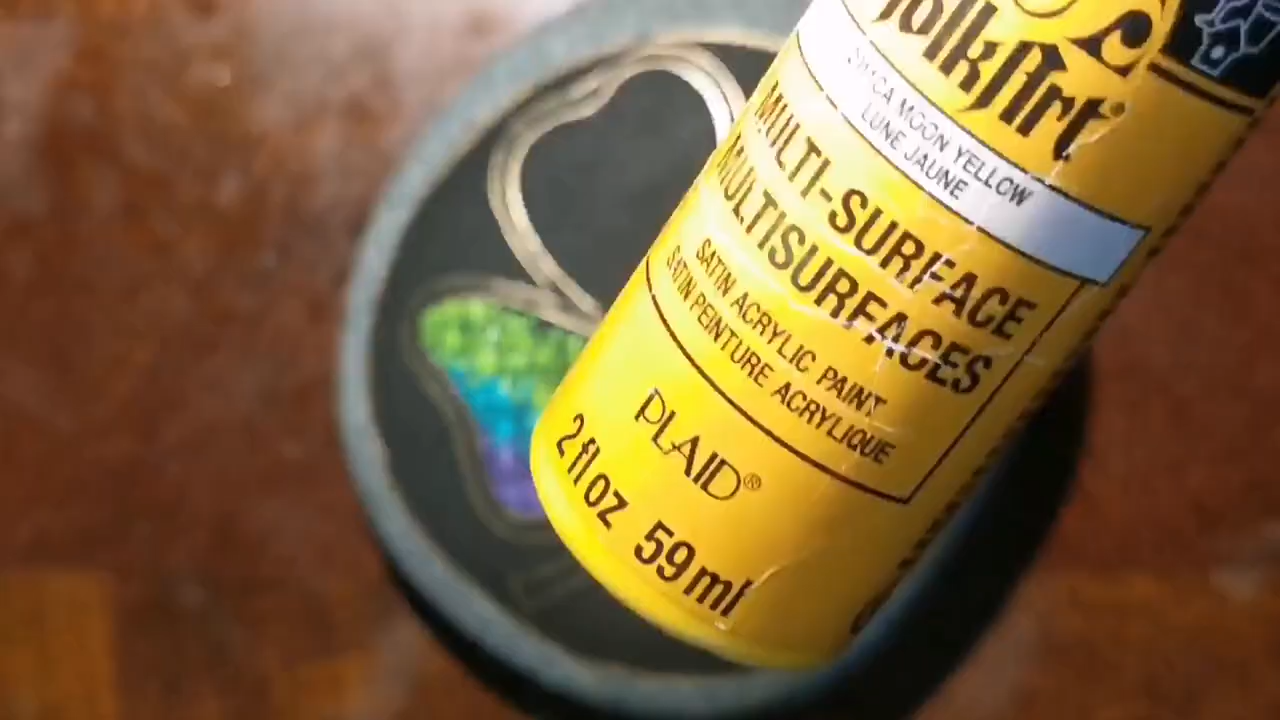 FolkArt®
MOON YELLOW
LUNE JAUNE
MULTI-SURFACE
MULTISURFACES
SATIN ACRYLIC PAINT
SATIN PEINTURE ACRYLIQUE
PLAID®
2 fl oz 59 ml